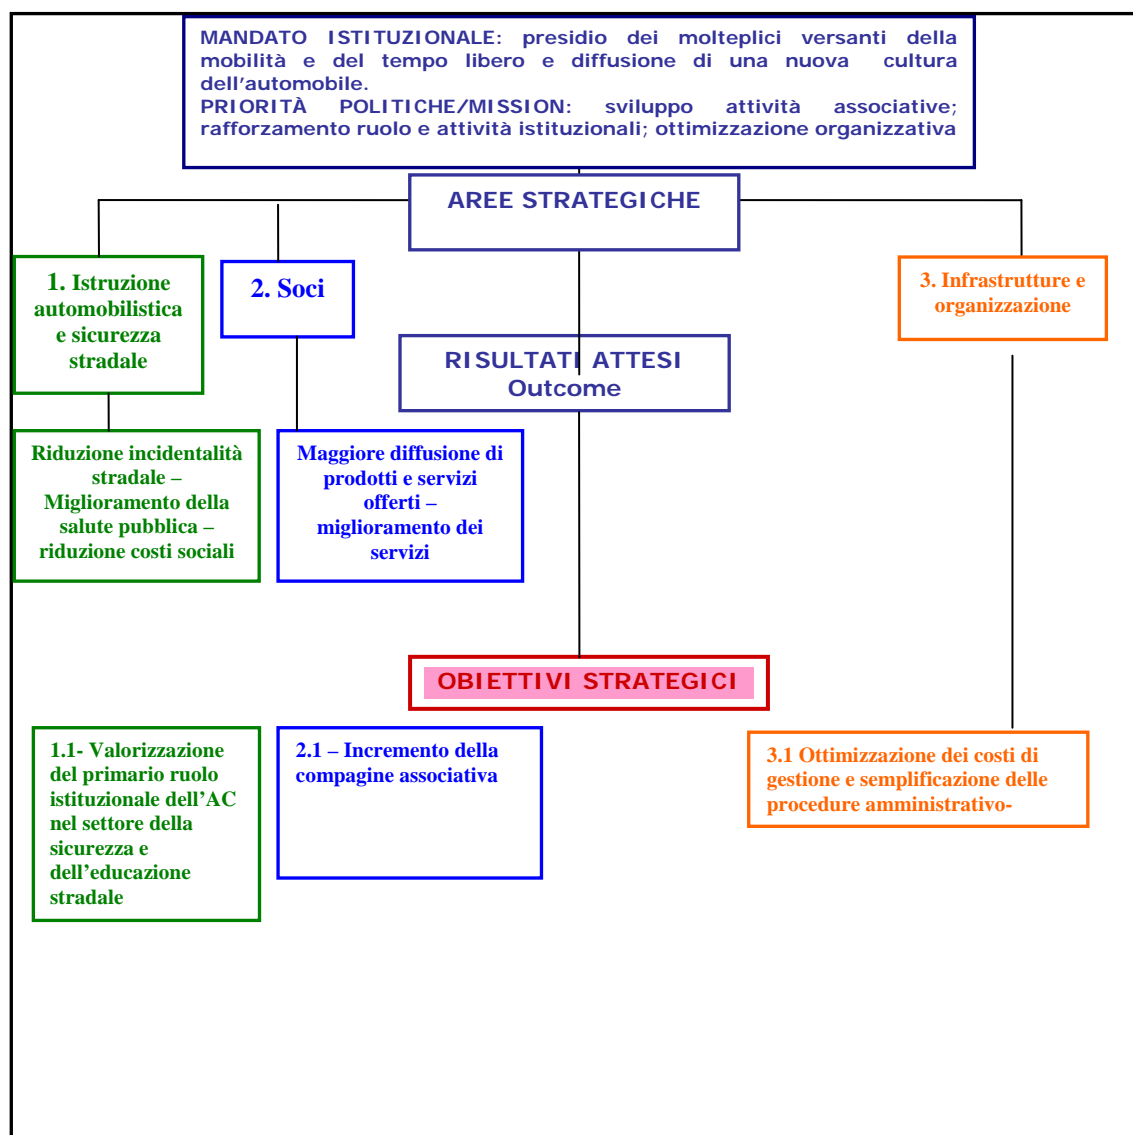 MANDATO ISTITUZIONALE: presidio dei molteplici versanti della
mobilità e del tempo libero e diffusione di una nuova cultura
dell'automobile.
PRIORITÀ POLITICHE/MISSION: sviluppo attività associative;
rafforzamento ruolo e attività istituzionali; ottimizzazione organizzativa
AREE STRATEGICHE
1. Istruzione
automobilistica
e sicurezza
stradale
2. Soci
3. Infrastrutture e
organizzazione
RISULTATI ATTESI
Outcome
Riduzione incidentalità
stradale –
Miglioramento della
salute pubblica –
riduzione costi sociali
Maggiore diffusione di
prodotti e servizi
offerti –
miglioramento dei
servizi
OBIETTIVI STRATEGICI
1.1- Valorizzazione
del primario ruolo
istituzionale dell’AC
nel settore della
sicurezza e
dell’educazione
stradale
2.1 – Incremento della
compagine associativa
3.1 Ottimizzazione dei costi di
gestione e semplificazione delle
procedure amministrativo-